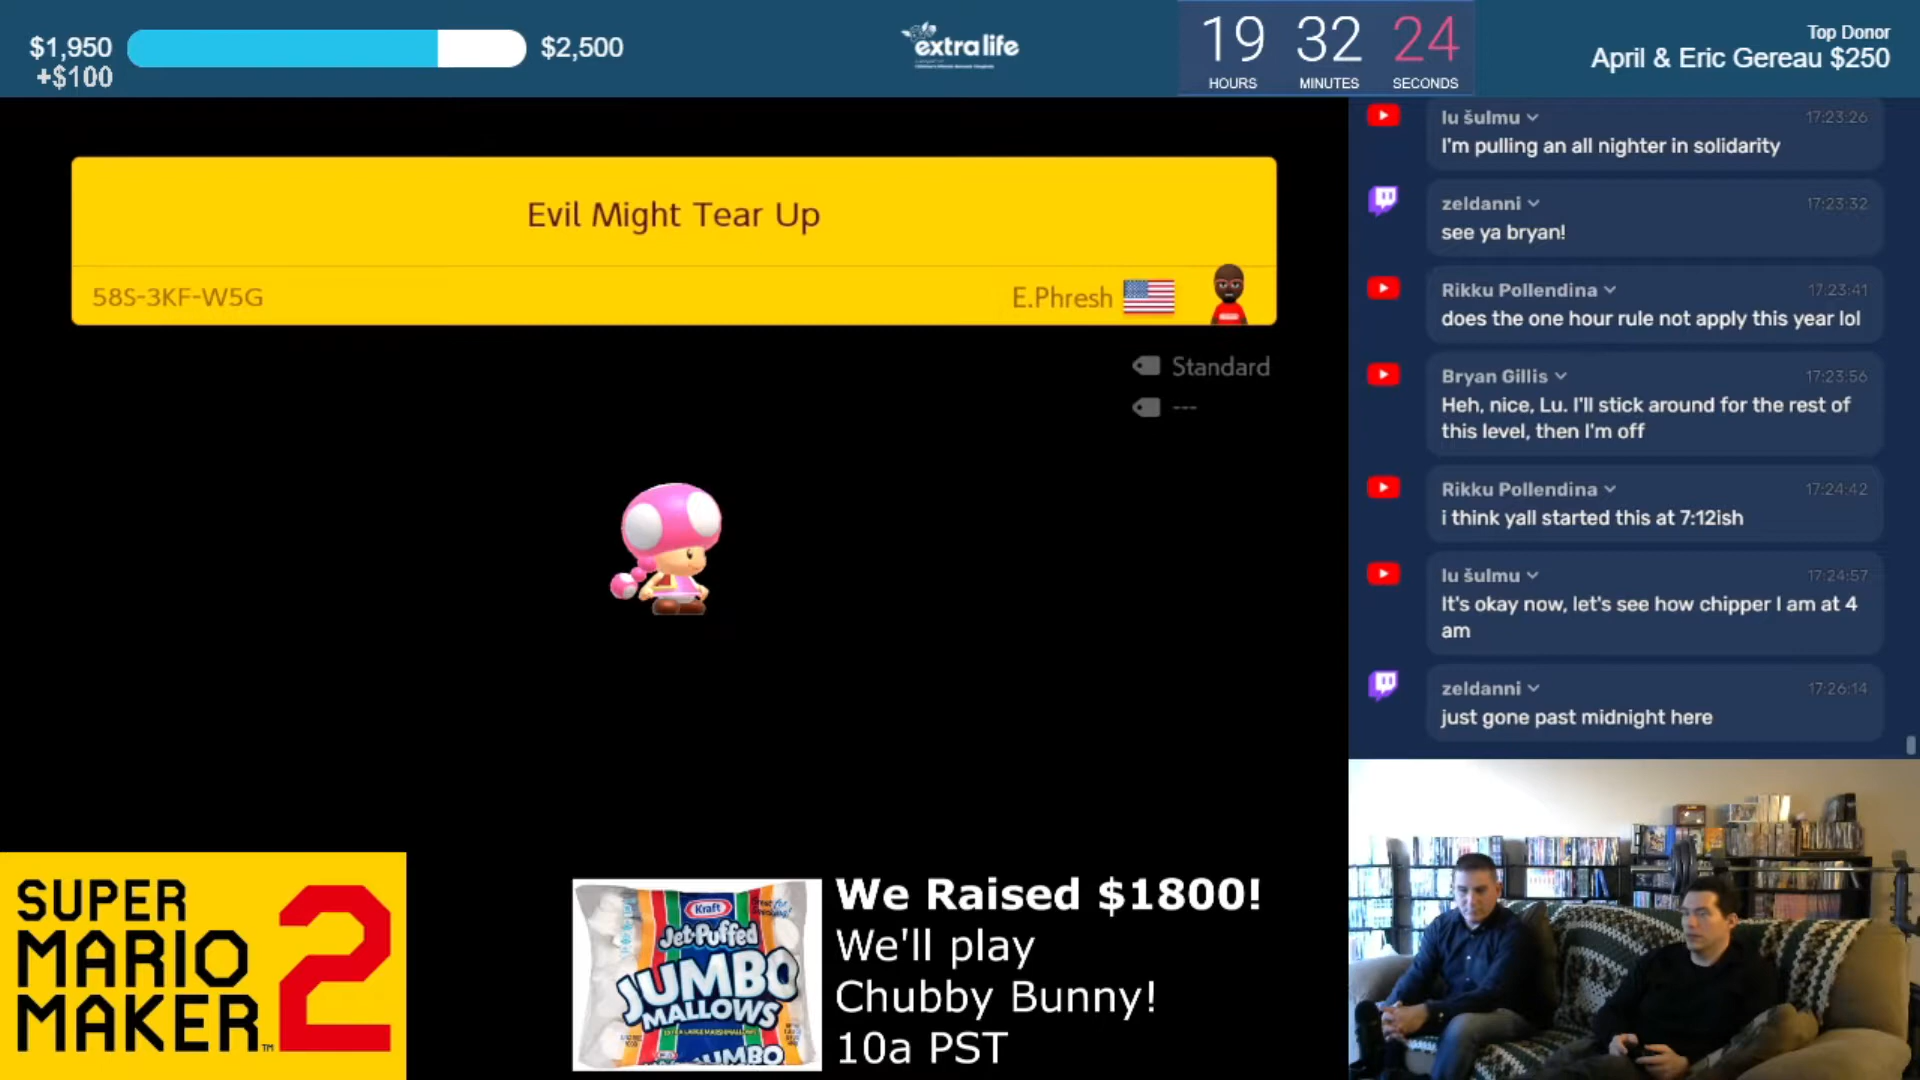 $1,950
+$100
$2,500
extralife
19 32 24
HOURS MINUTES SECONDS
Top Donor
April & Eric Gereau $250
Evil Might Tear Up
58S-3KF-W5G
E.Phresh
Standard
---
lu šulmu 17:23:26
I'm pulling an all nighter in solidarity
zeldanni 17:23:32
see ya bryan!
Rikku Pollendina 17:23:41
does the one hour rule not apply this year lol
Bryan Gillis 17:23:56
Heh, nice, Lu. I'll stick around for the rest of
this level, then I'm off
Rikku Pollendina 17:24:42
i think yall started this at 7:12ish
lu šulmu 17:24:57
It's okay now, let's see how chipper I am at 4
am
zeldanni 17:26:14
just gone past midnight here
SUPER
MARIO
MAKER 2
TM
Kraft
Jet-Puffed
JUMBO
MALLOWS
JUMBO
We Raised $1800!
We'll play
Chubby Bunny!
10a PST